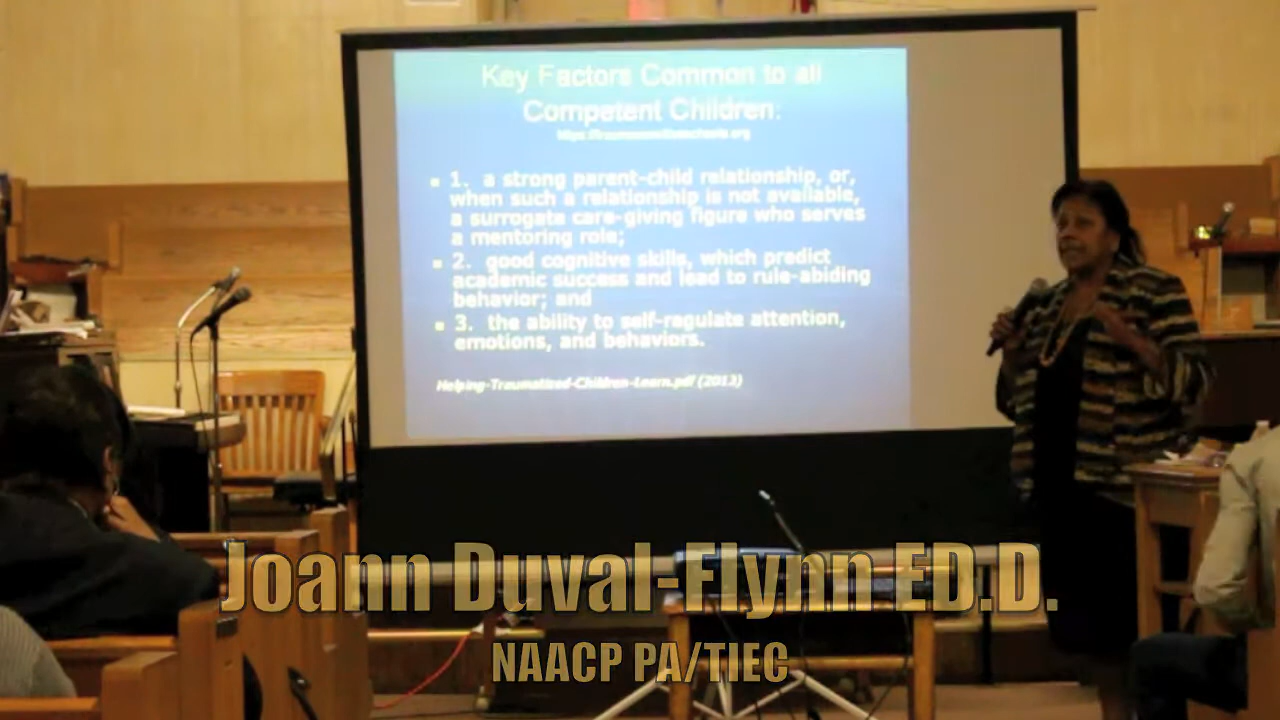 Key Factors Common to all
Competent Children:
1. a strong parent-child relationship, or,
when such a relationship is not available,
a surrogate care-giving figure who serves
a mentoring role;
2. good cognitive skills, which predict
academic success and lead to rule-abiding
behavior; and
3. the ability to self-regulate attention,
emotions, and behaviors.
Helping-Traumatized-Children-Learn.pdf (2013)
Joann Duval-Flynn ED.D.
NAACP PA/TIEC